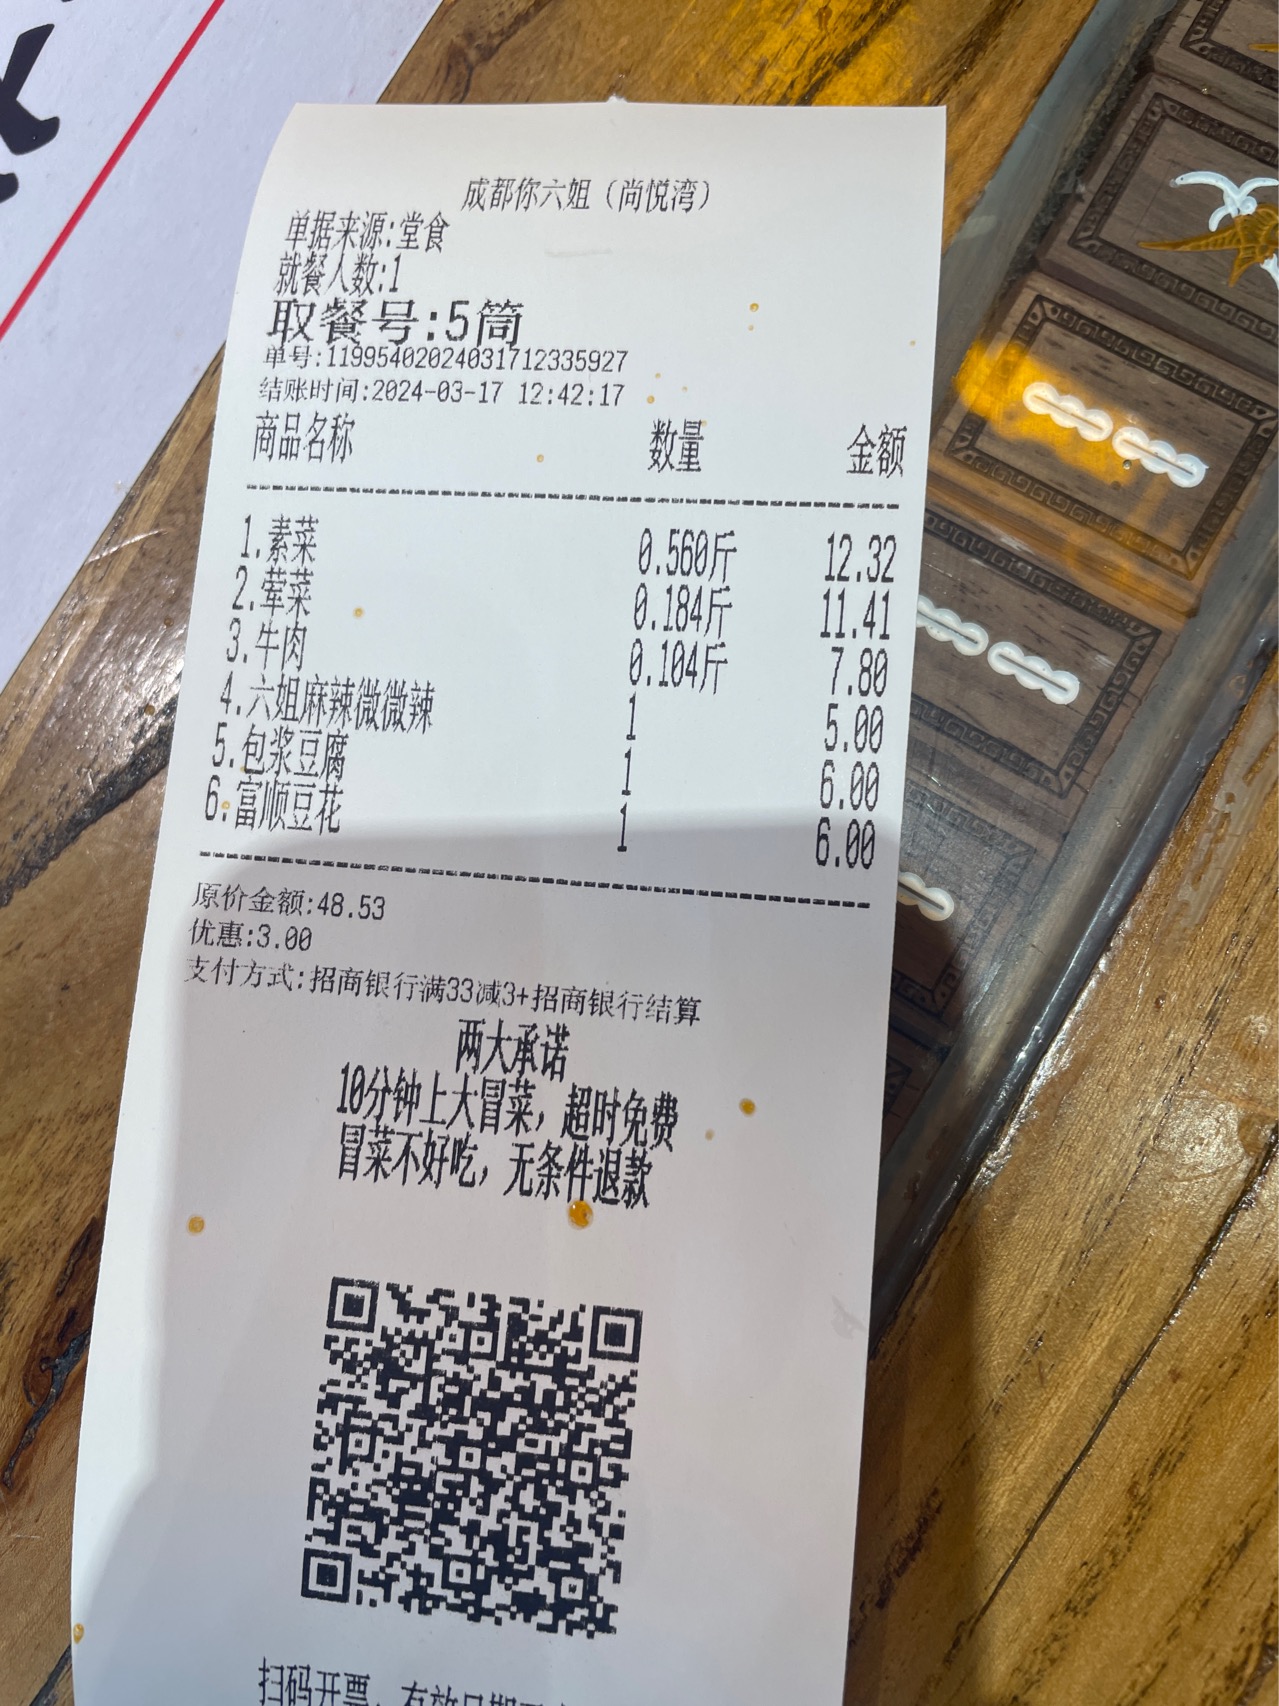 成都你六姐（尚悦湾）
单据来源:堂食
就餐人数:1
取餐号:5筒
单号:11995402024031712335927
结账时间:2024-03-17 12:42:17
商品名称 数量 金额
1.素菜 0.560斤 12.32
2.荤菜 0.184斤 11.41
3.牛肉 0.104斤 7.80
4.六姐麻辣微微辣 1 5.00
5.包浆豆腐 1 6.00
6.富顺豆花 1 6.00
原价金额:48.53
优惠:3.00
支付方式:招商银行满33减3+招商银行结算
两大承诺
10分钟上大冒菜，超时免费
冒菜不好吃，无条件退款
扫码开票，有效日期